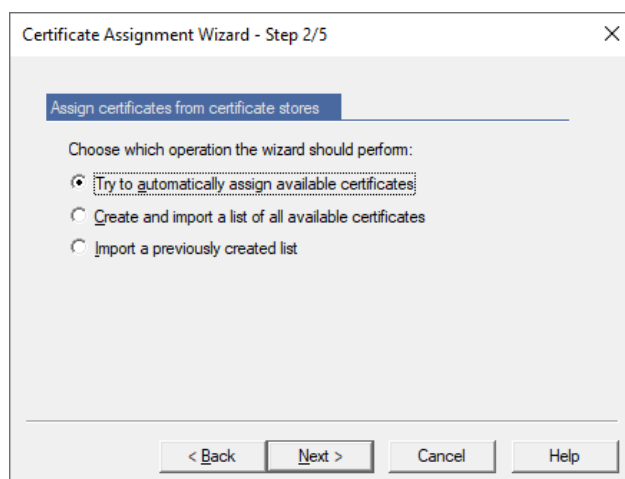 Certificate Assignment Wizard - Step 2/5
Assign certificates from certificate stores
Choose which operation the wizard should perform:
Try to automatically assign available certificates
Create and import a list of all available certificates
Import a previously created list
< Back Next > Cancel Help